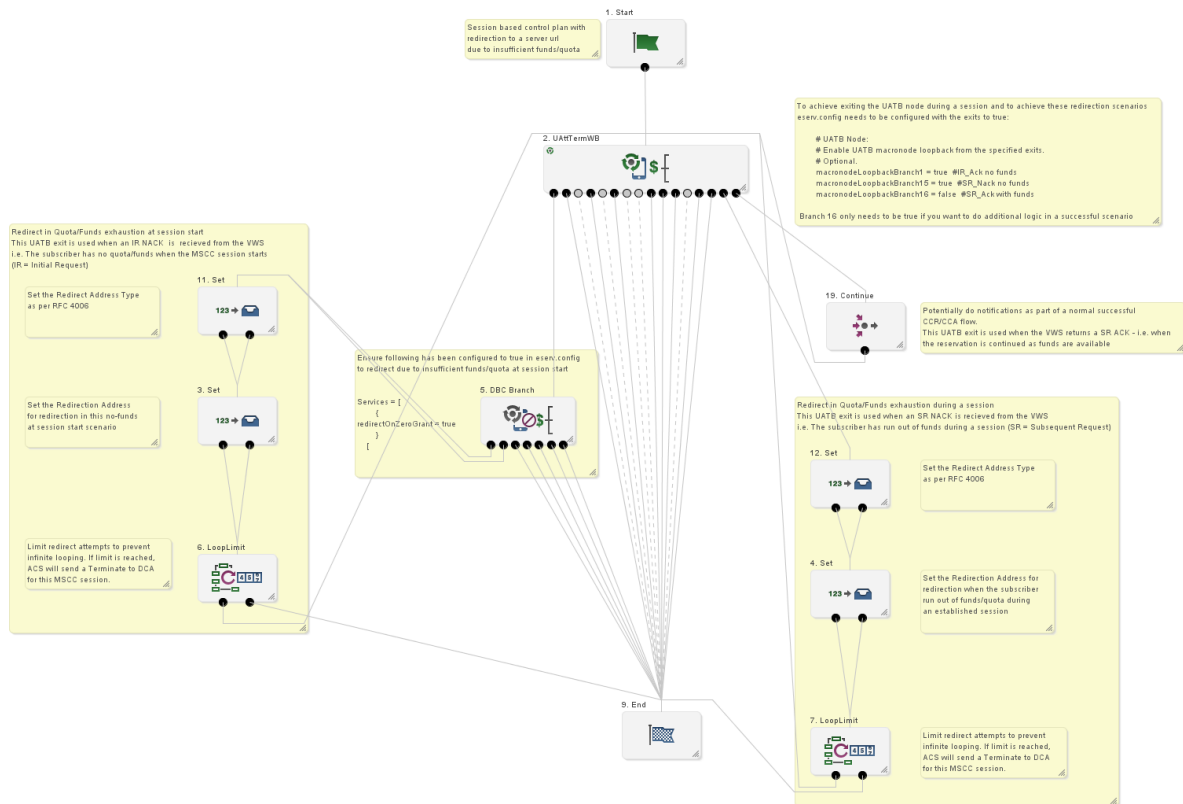 1. Start
Session based control plan with
redirection to a server url
due to insufficient funds/quota
To achieve exiting the UATB node during a session and to achieve these redirection scenarios
eserv.config needs to be configured with the exits to true:
# UATB Node:
# Enable UATB macronode loopback from the specified exits.
# Optional.
macronodeLoopbackBranch1 = true #IR_Ack no funds
macronodeLoopbackBranch15 = true #SR_Nack no funds
macronodeLoopbackBranch16 = false #SR_Ack with funds
Branch 16 only needs to be true if you want to do additional logic in a successful scenario
2. UAttTermWB
$
Redirect in Quota/Funds exhaustion at session start
This UATB exit is used when an IR NACK is recieved from the VWS
i.e. The subscriber has no quota/funds when the MSCC session starts
(IR = Initial Request)
11. Set
123
Set the Redirect Address Type
as per RFC 4006
3. Set
123
Set the Redirection Address
for redirection in this no-funds
at session start scenario
Limit redirect attempts to prevent
infinite looping. If limit is reached,
ACS will send a Terminate to DCA
for this MSCC session.
6. LoopLimit
Ensure following has been configured to true in eserv.config
to redirect due to insufficient funds/quota at session start
Services = [
{
redirectOnZeroGrant = true
}
[
5. DBC Branch
$
19. Continue
Potentially do notifications as part of a normal successful
CCR/CCA flow.
This UATB exit is used when the VWS returns a SR ACK - i.e. when
the reservation is continued as funds are available
Redirect in Quota/Funds exhaustion during a session
This UATB exit is used when an SR NACK is recieved from the VWS
i.e. The subscriber has run out of funds during a session (SR = Subsequent Request)
12. Set
123
Set the Redirect Address Type
as per RFC 4006
4. Set
123
Set the Redirection Address for
redirection when the subscriber
run out of funds/quota during
an established session
9. End
7. LoopLimit
Limit redirect attempts to prevent
infinite looping. If limit is reached,
ACS will send a Terminate to DCA
for this MSCC session.